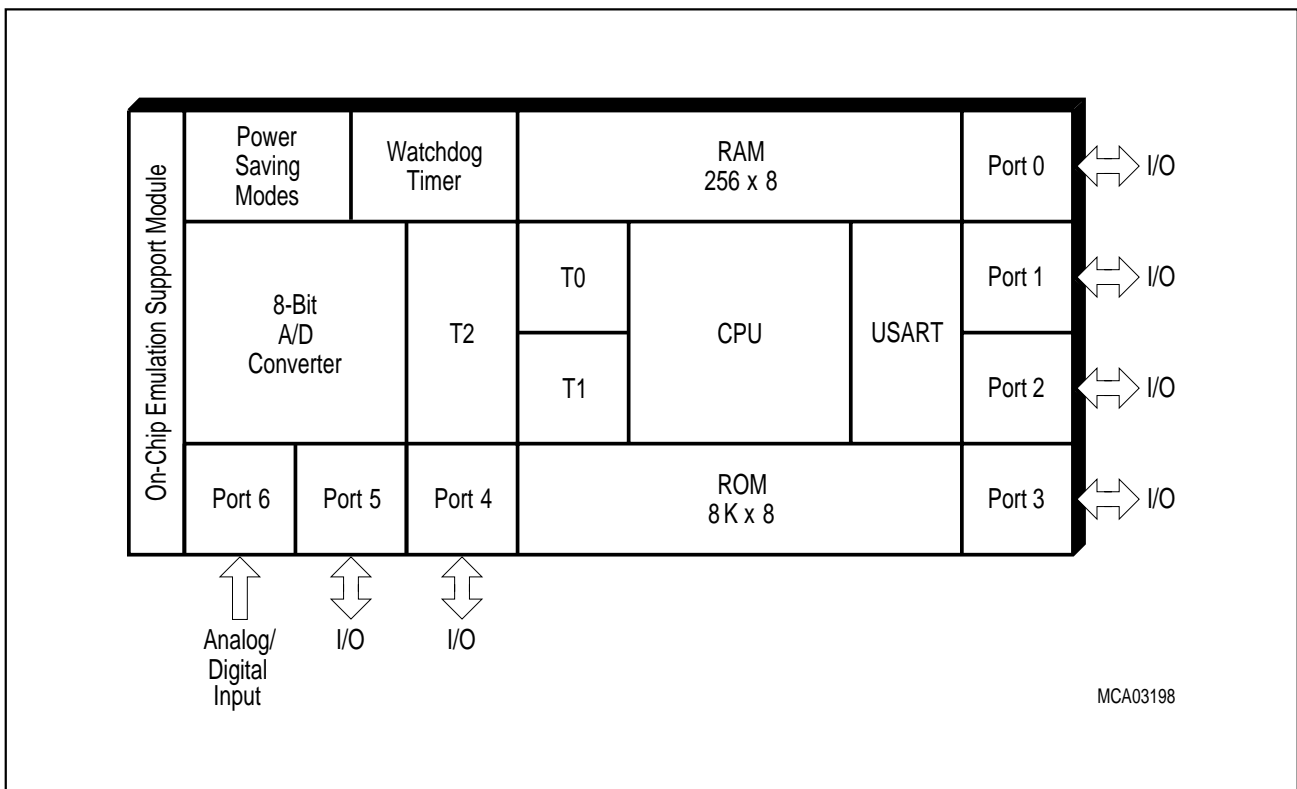 On-Chip Emulation Support Module
Power
Saving
Modes
Watchdog
Timer
RAM
256 x 8
Port 0
I/O
8-Bit
A/D
Converter
T2
T0
T1
CPU
USART
Port 1
I/O
Port 2
I/O
Port 6
Port 5
Port 4
ROM
8K x 8
Port 3
I/O
Analog/
Digital
Input
I/O
I/O
MCA03198